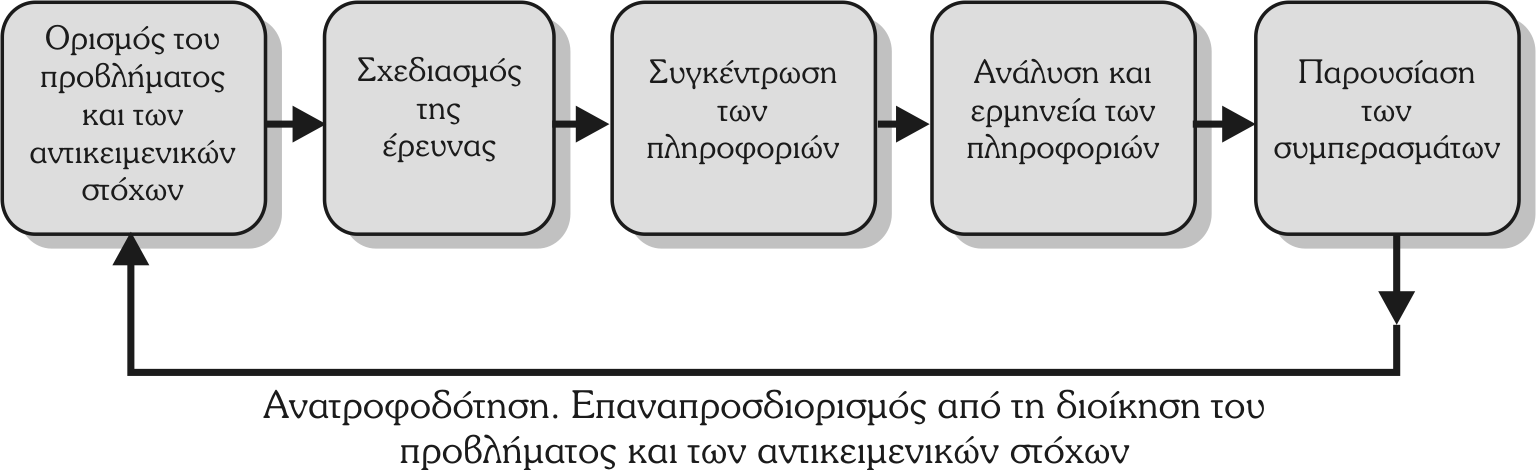 Ορισμός του
προβλήματος
και των
αντικειμενικών
στόχων
Σχεδιασμός
της
έρευνας
Συγκέντρωση
των
πληροφοριών
Ανάλυση και
ερμηνεία των
πληροφοριών
Παρουσίαση
των
συμπερασμάτων
Ανατροφοδότηση. Επαναπροσδιορισμός από τη διοίκηση του
προβλήματος και των αντικειμενικών στόχων